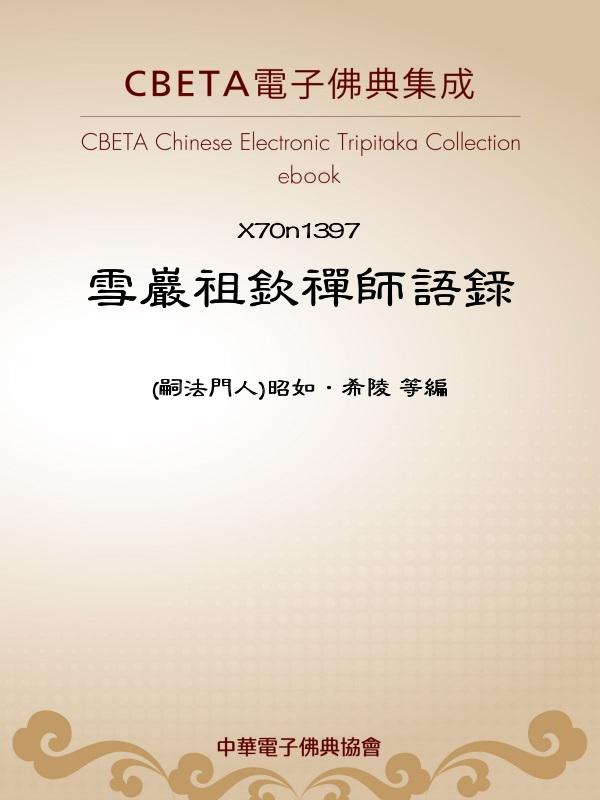 CBETA電子佛典集成
CBETA Chinese Electronic Tripitaka Collection
ebook
X70n1397
雪巖祖欽禪師語錄
(嗣法門人)昭如．希陵 等編
中華電子佛典協會